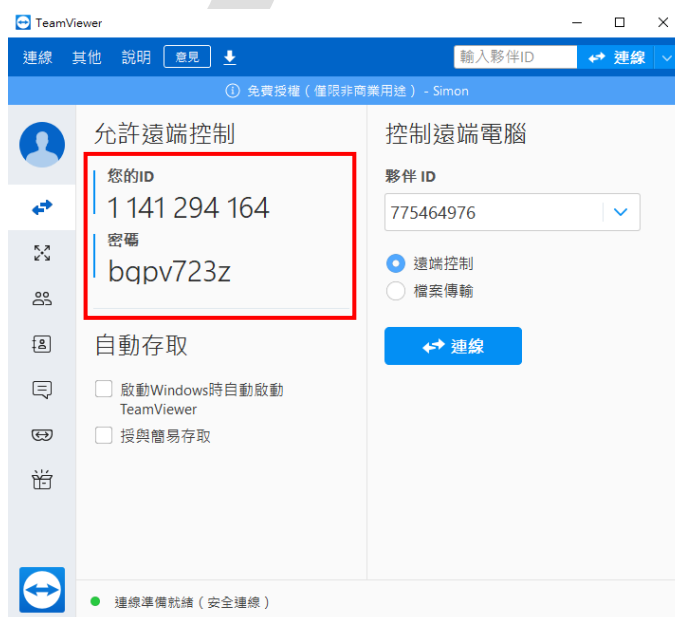 TeamViewer
連線 其他 說明 意見 輸入夥伴ID 連線
免費授權（僅限非商業用途） - Simon
允許遠端控制
您的ID
1 141 294 164
密碼
bqpv723z
自動存取
啟動Windows時自動啟動
TeamViewer
授與簡易存取
控制遠端電腦
夥伴 ID
775464976
遠端控制
檔案傳輸
連線
連線準備就緒（安全連線）